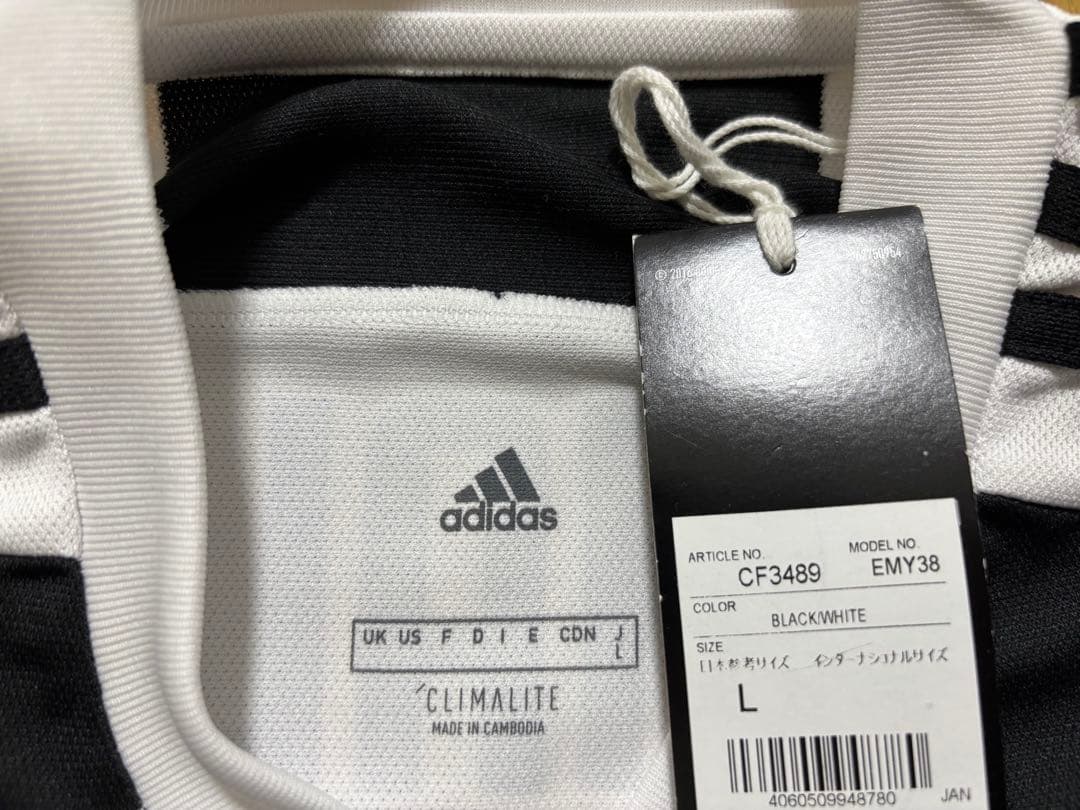 adidas
UK US F D I E CDN J
L
CLIMALITE
MADE IN CAMBODIA
© 2018
ARTICLE NO. MODEL NO.
CF3489 EMY38
COLOR
BLACK/WHITE
SIZE
日本参考サイズ インターナショナルサイズ
L
4060509948780 JAN